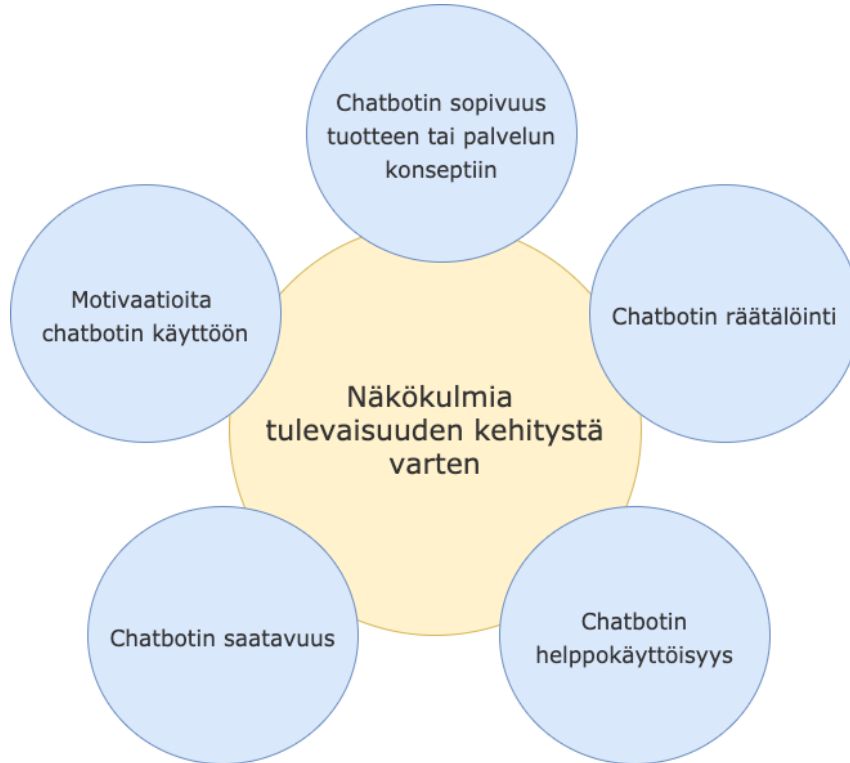 Chatbotin sopivuus
tuotteen tai palvelun
konseptiin
Motivaatioita
chatbotin käyttöön
Chatbotin räätälöinti
Näkökulmia
tulevaisuuden kehitystä
varten
Chatbotin saatavuus
Chatbotin
helppokäyttöisyys